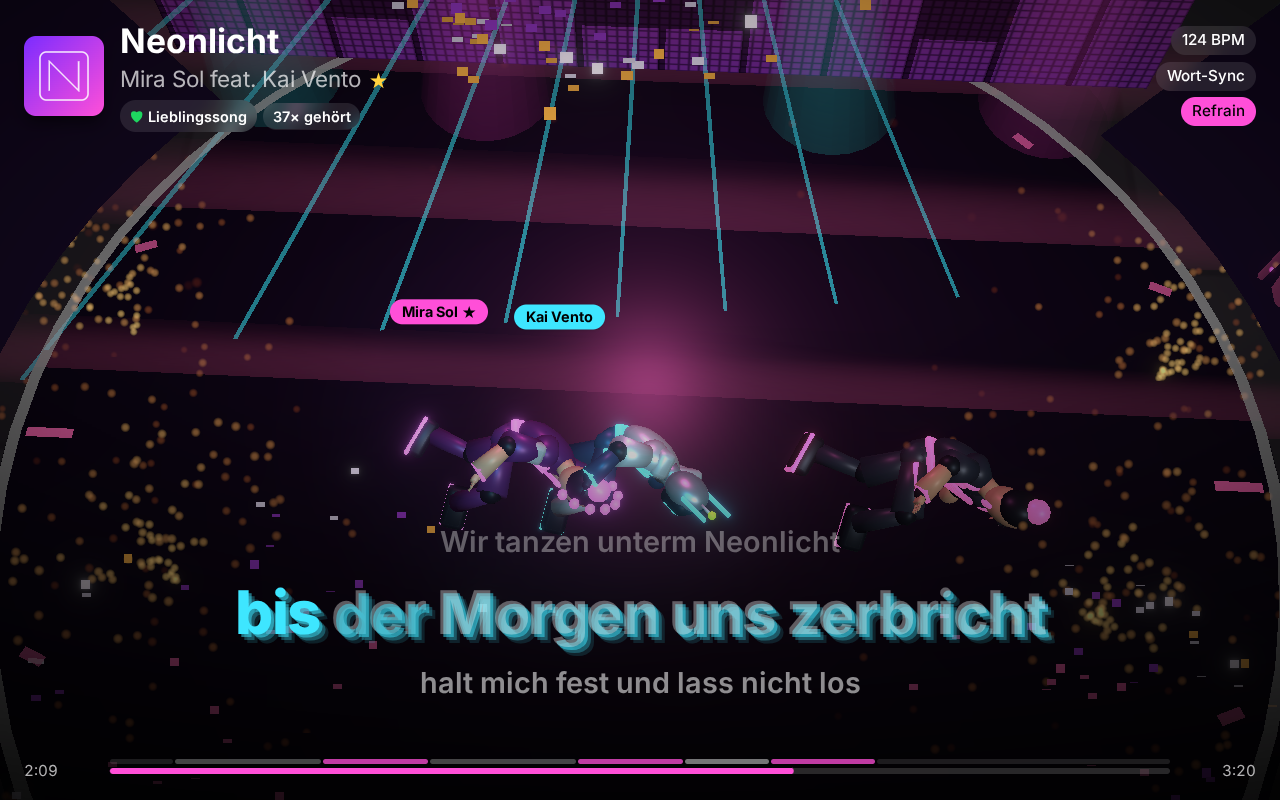 Neonlicht
Mira Sol feat. Kai Vento ★
Lieblingssong
37× gehört
124 BPM
Wort-Sync
Refrain
N
Mira Sol ★
Kai Vento
Wir tanzen unterm Neonlicht
bis der Morgen uns zerbricht
halt mich fest und lass nicht los
2:09
3:20